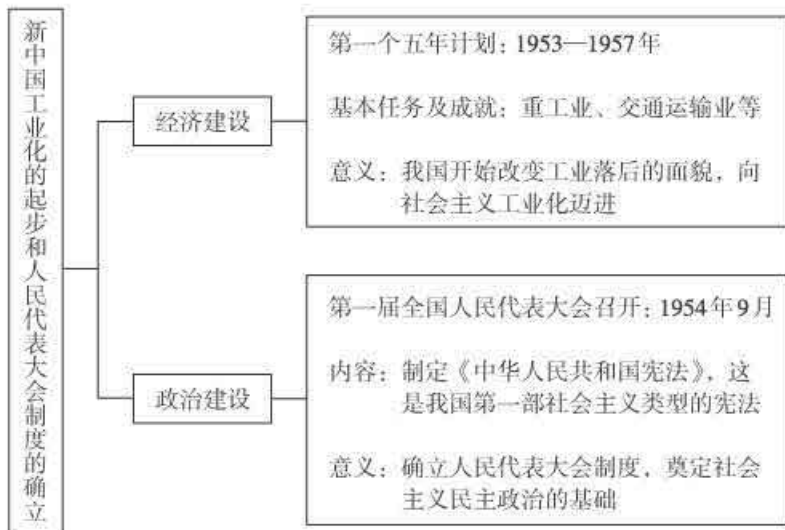 新中国工业化的起步和人民代表大会制度的确立
经济建设
第一个五年计划：1953—1957年
基本任务及成就：重工业、交通运输业等
意义：我国开始改变工业落后的面貌，向
社会主义工业化迈进
政治建设
第一届全国人民代表大会召开：1954年9月
内容：制定《中华人民共和国宪法》，这
是我国第一部社会主义类型的宪法
意义：确立人民代表大会制度，奠定社会
主义民主政治的基础